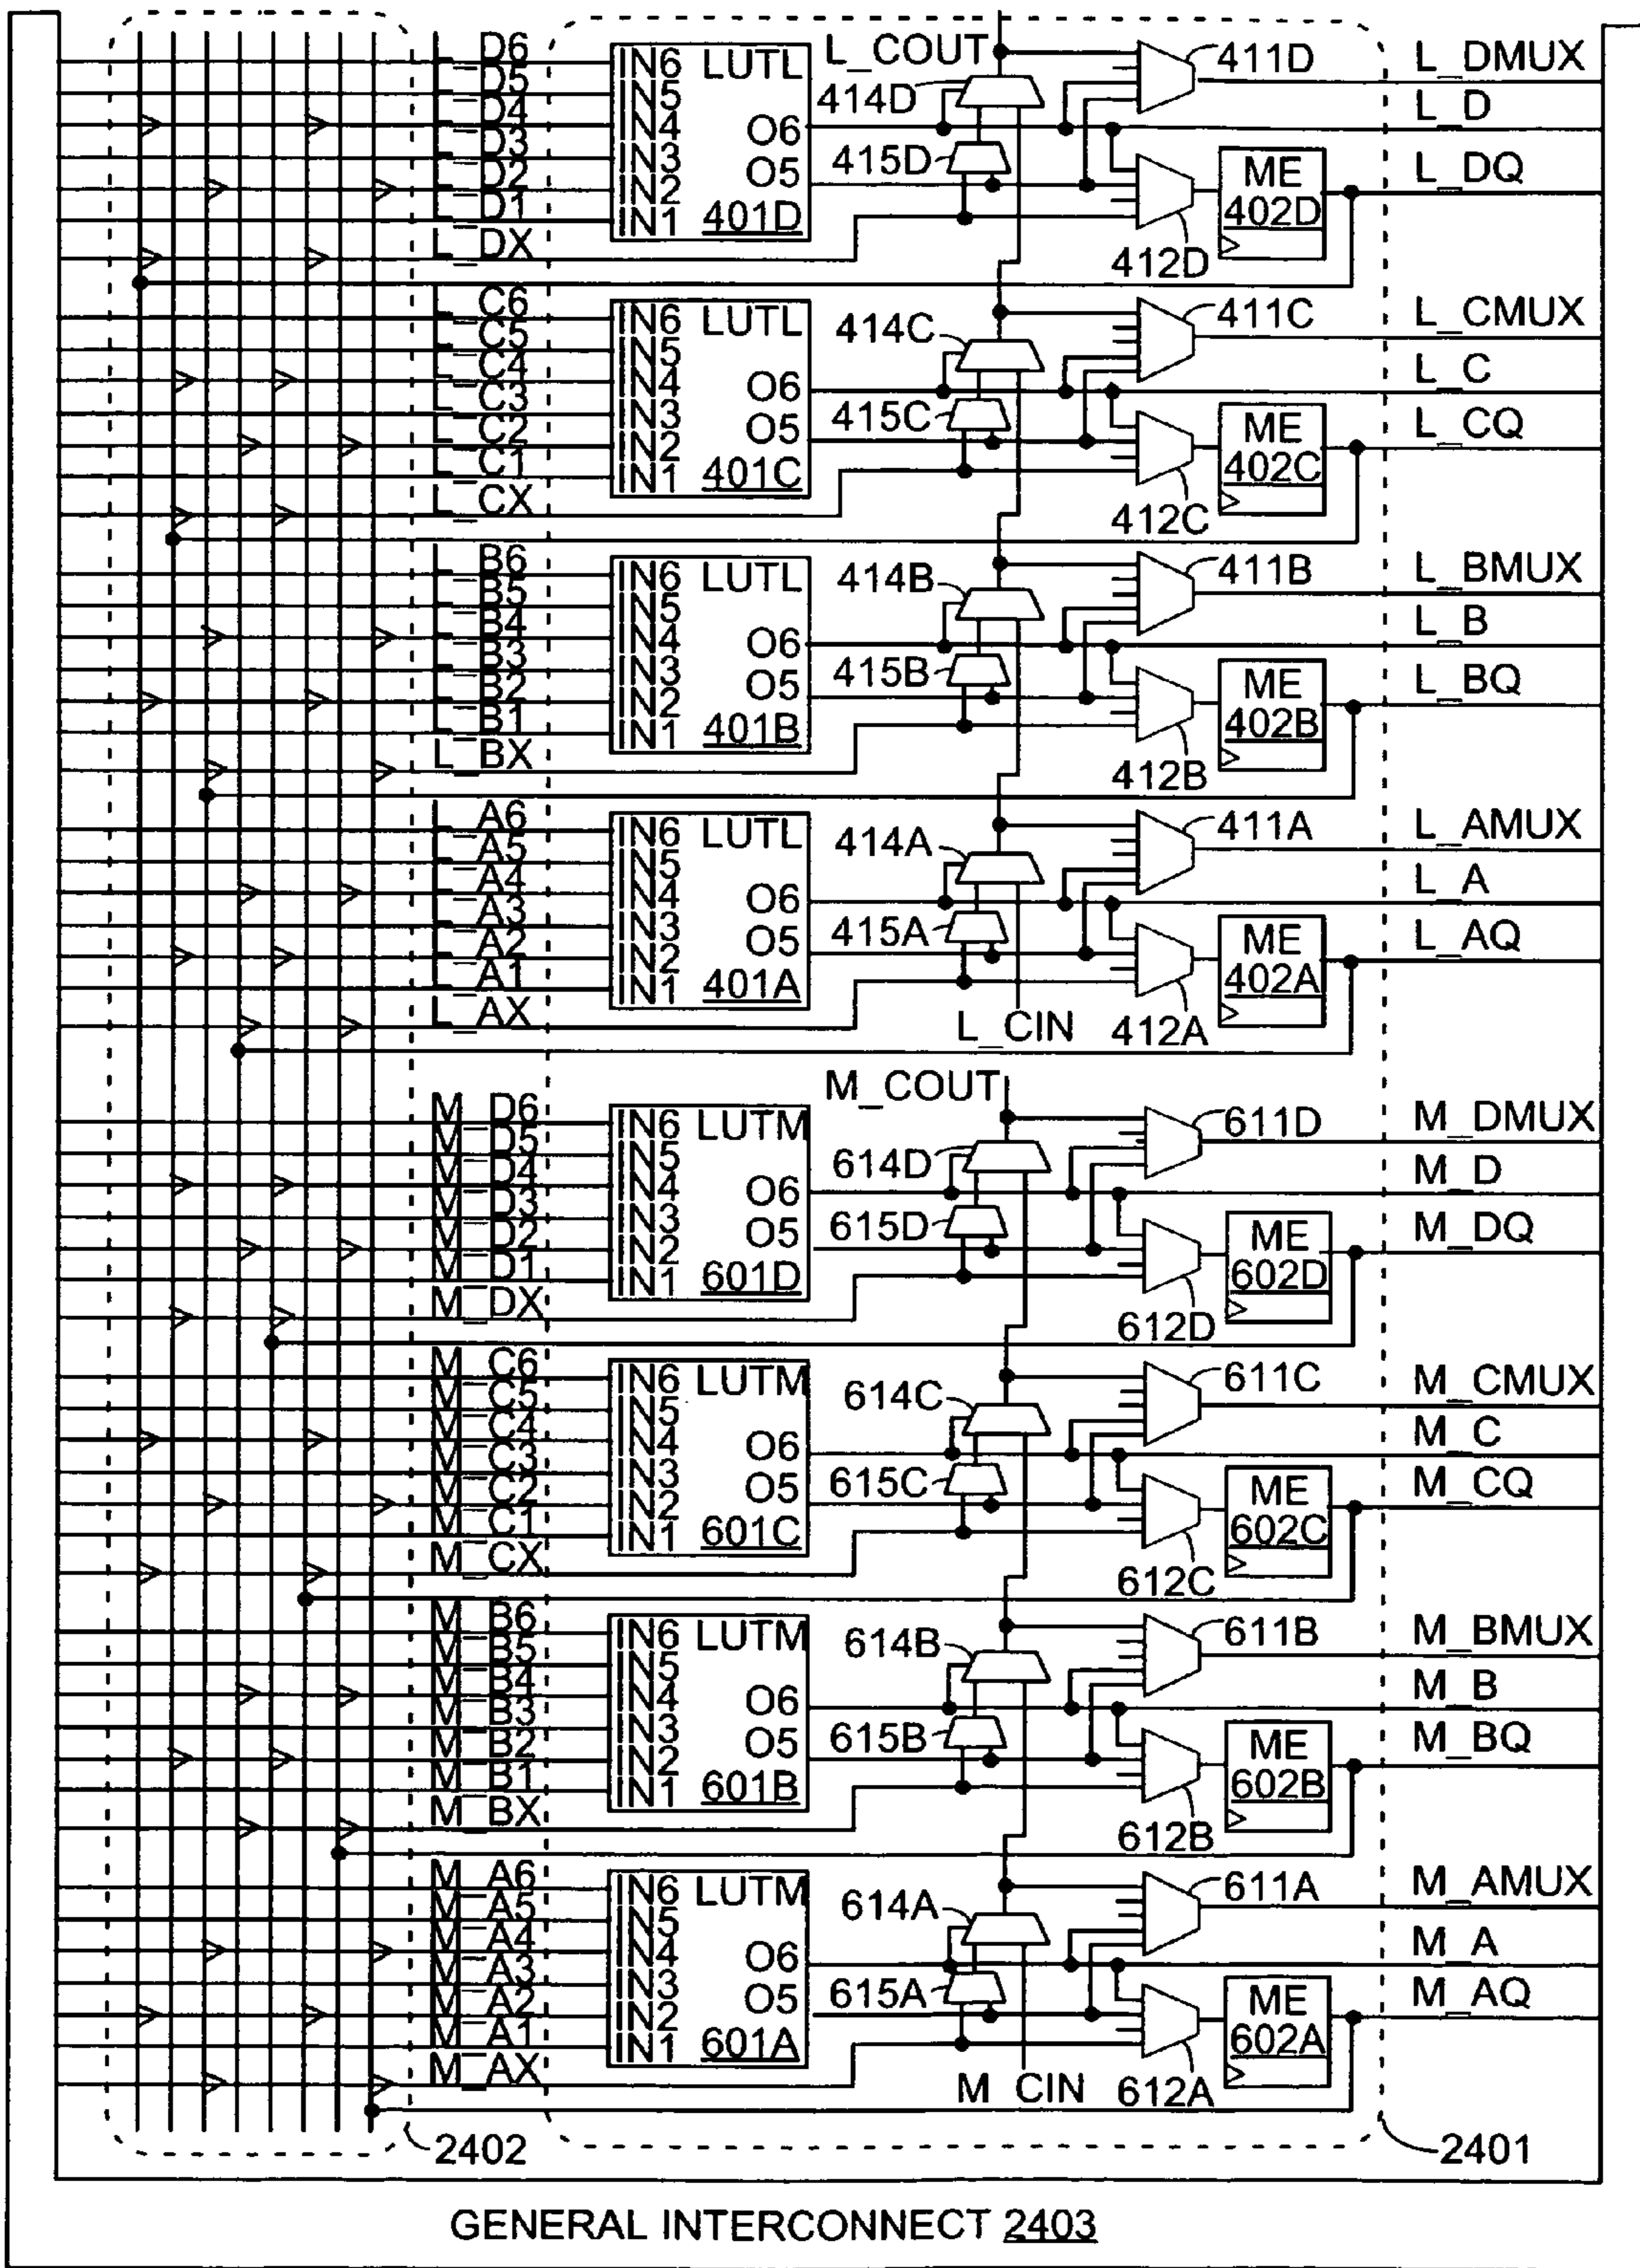 L_COUT 411D L_DMUX
L_D6 IN6 LUTL
L_D5 IN5 414D L_D
L_D4 IN4 O6
L_D3 IN3 415D
L_D2 IN2 O5 ME L_DQ
L_D1 IN1 401D 402D
L_DX 412D
L_C6 IN6 LUTL 411C L_CMUX
L_C5 IN5 414C
L_C4 IN4 O6 L_C
L_C3 IN3 415C
L_C2 IN2 O5 ME L_CQ
L_C1 IN1 401C 402C
L_CX 412C
L_B6 IN6 LUTL 414B 411B L_BMUX
L_B5 IN5
L_B4 IN4 O6 L_B
L_B3 IN3 415B
L_B2 IN2 O5 ME L_BQ
L_B1 IN1 401B 402B
L_BX 412B
L_A6 IN6 LUTL 414A 411A L_AMUX
L_A5 IN5
L_A4 IN4 O6 L_A
L_A3 IN3 415A
L_A2 IN2 O5 ME L_AQ
L_A1 IN1 401A 402A
L_AX L_CIN 412A
M_COUT
M_D6 IN6 LUTM 611D M_DMUX
M_D5 IN5 614D
M_D4 IN4 O6 M_D
M_D3 IN3 615D
M_D2 IN2 O5 ME M_DQ
M_D1 IN1 601D 602D
M_DX 612D
M_C6 IN6 LUTM 611C M_CMUX
M_C5 IN5 614C
M_C4 IN4 O6 M_C
M_C3 IN3 615C
M_C2 IN2 O5 ME M_CQ
M_C1 IN1 601C 602C
M_CX 612C
M_B6 IN6 LUTM 614B 611B M_BMUX
M_B5 IN5
M_B4 IN4 O6 M_B
M_B3 IN3 615B
M_B2 IN2 O5 ME M_BQ
M_B1 IN1 601B 602B
M_BX 612B
M_A6 IN6 LUTM 614A 611A M_AMUX
M_A5 IN5
M_A4 IN4 O6 M_A
M_A3 IN3 615A
M_A2 IN2 O5 ME M_AQ
M_A1 IN1 601A 602A
M_AX M_CIN 612A
2402 2401
GENERAL INTERCONNECT 2403